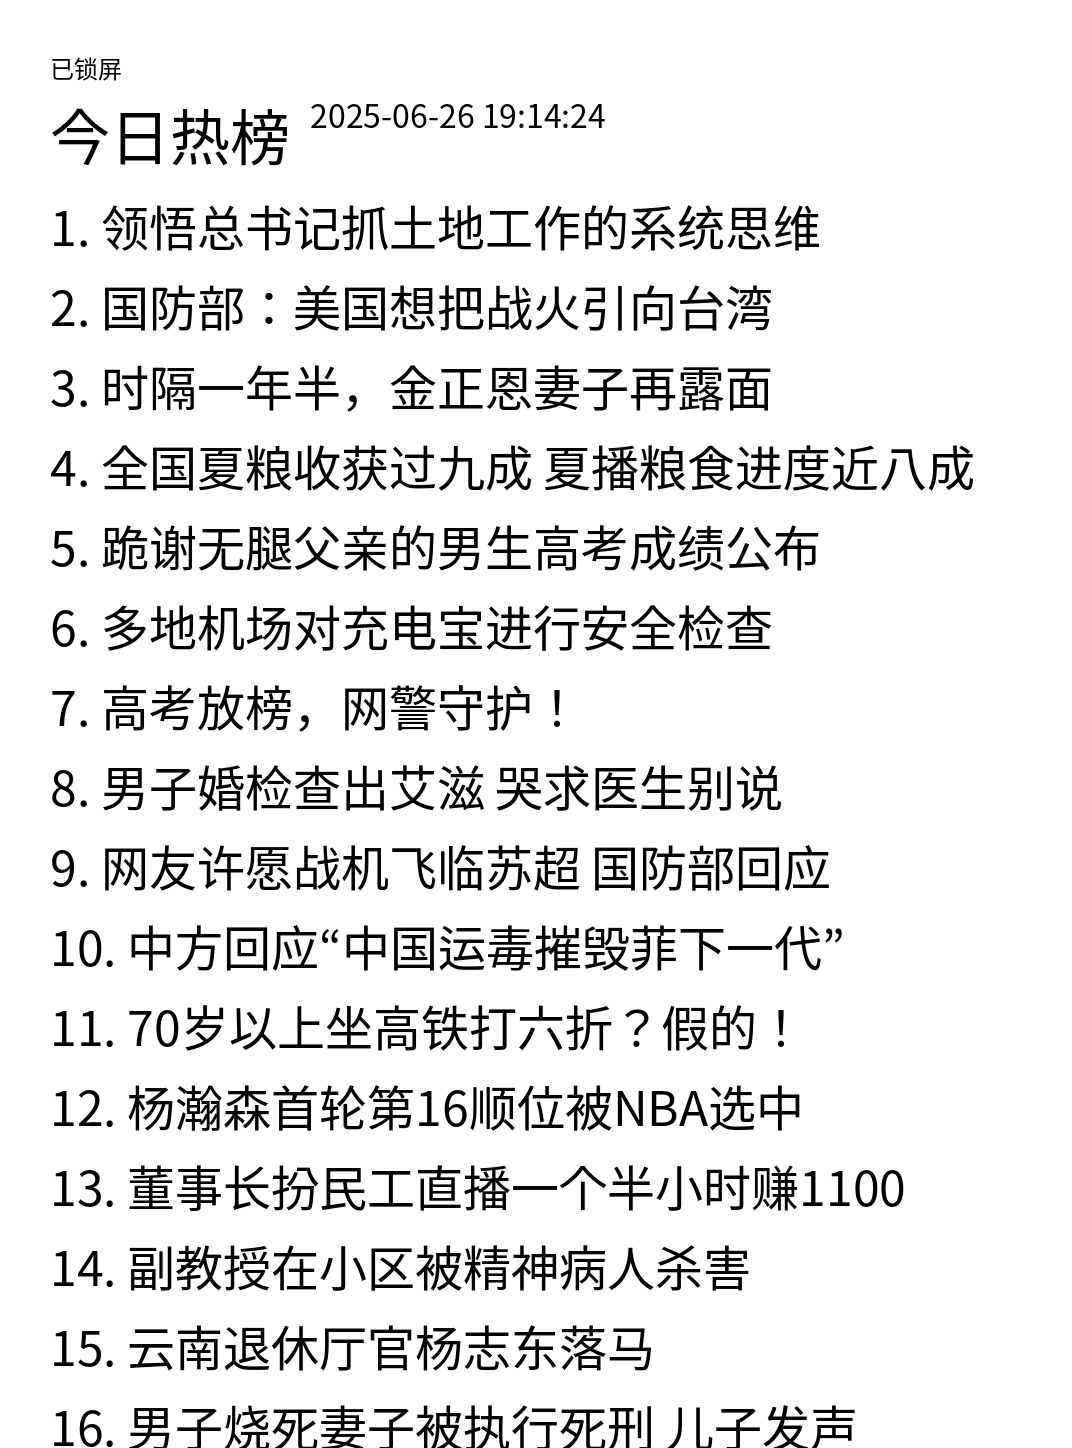 已锁屏
今日热榜 2025-06-26 19:14:24
1. 领悟总书记抓土地工作的系统思维
2. 国防部：美国想把战火引向台湾
3. 时隔一年半，金正恩妻子再露面
4. 全国夏粮收获过九成 夏播粮食进度近八成
5. 跪谢无腿父亲的男生高考成绩公布
6. 多地机场对充电宝进行安全检查
7. 高考放榜，网警守护！
8. 男子婚检查出艾滋 哭求医生别说
9. 网友许愿战机飞临苏超 国防部回应
10. 中方回应“中国运毒摧毁菲下一代”
11. 70岁以上坐高铁打六折？假的！
12. 杨瀚森首轮第16顺位被NBA选中
13. 董事长扮民工直播一个半小时赚1100
14. 副教授在小区被精神病人杀害
15. 云南退休厅官杨志东落马
16. 男子烧死妻子被执行死刑 儿子发声